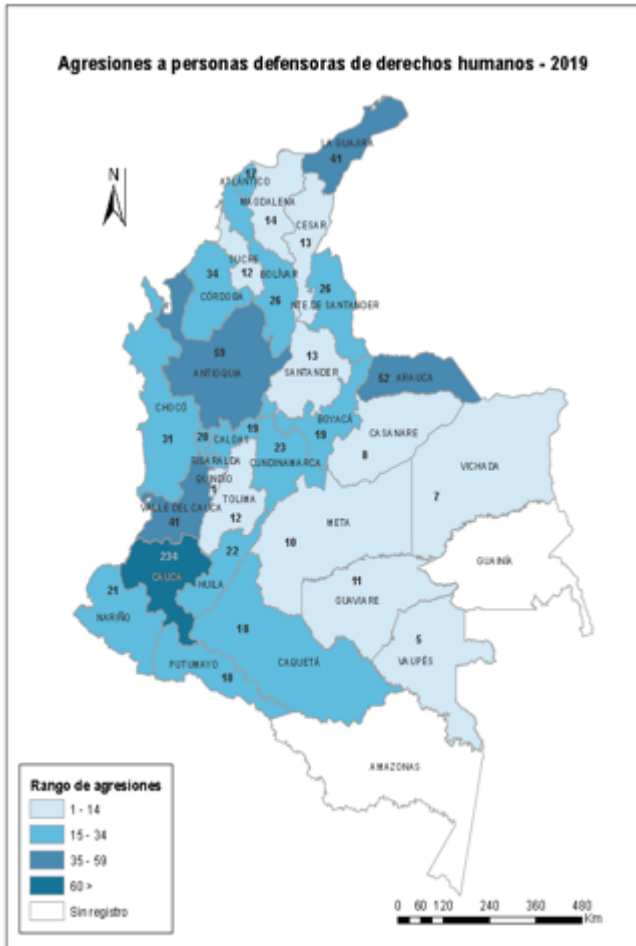 Agresiones a personas defensoras de derechos humanos - 2019
N
LA GUAJIRA
41
ATLÁNTICO
MAGDALENA
14
CESAR
13
SUCRE
12
BOLÍVAR
26
34
CÓRDOBA
26
NTE. DE SANTANDER
59
ANTIOQUIA
13
SANTANDER
52 ARAUCA
CHOCÓ
31
28
CALDAS
19
RISARALDA
QUINDIO
BOYACÁ
19
23
CUNDINAMARCA
CASANARE
8
VICHADA
7
VALLE DEL CAUCA
41
TOLIMA
12
META
10
GUAINÍA
234
CAUCA
22
HUILA
11
GUAVIARE
21
NARIÑO
18
CAQUETÁ
5
VAUPÉS
PUTUMAYO
18
AMAZONAS
Rango de agresiones
1 - 14
15 - 34
35 - 59
60 >
Sin registro
0 60 120 240 360 480
Km